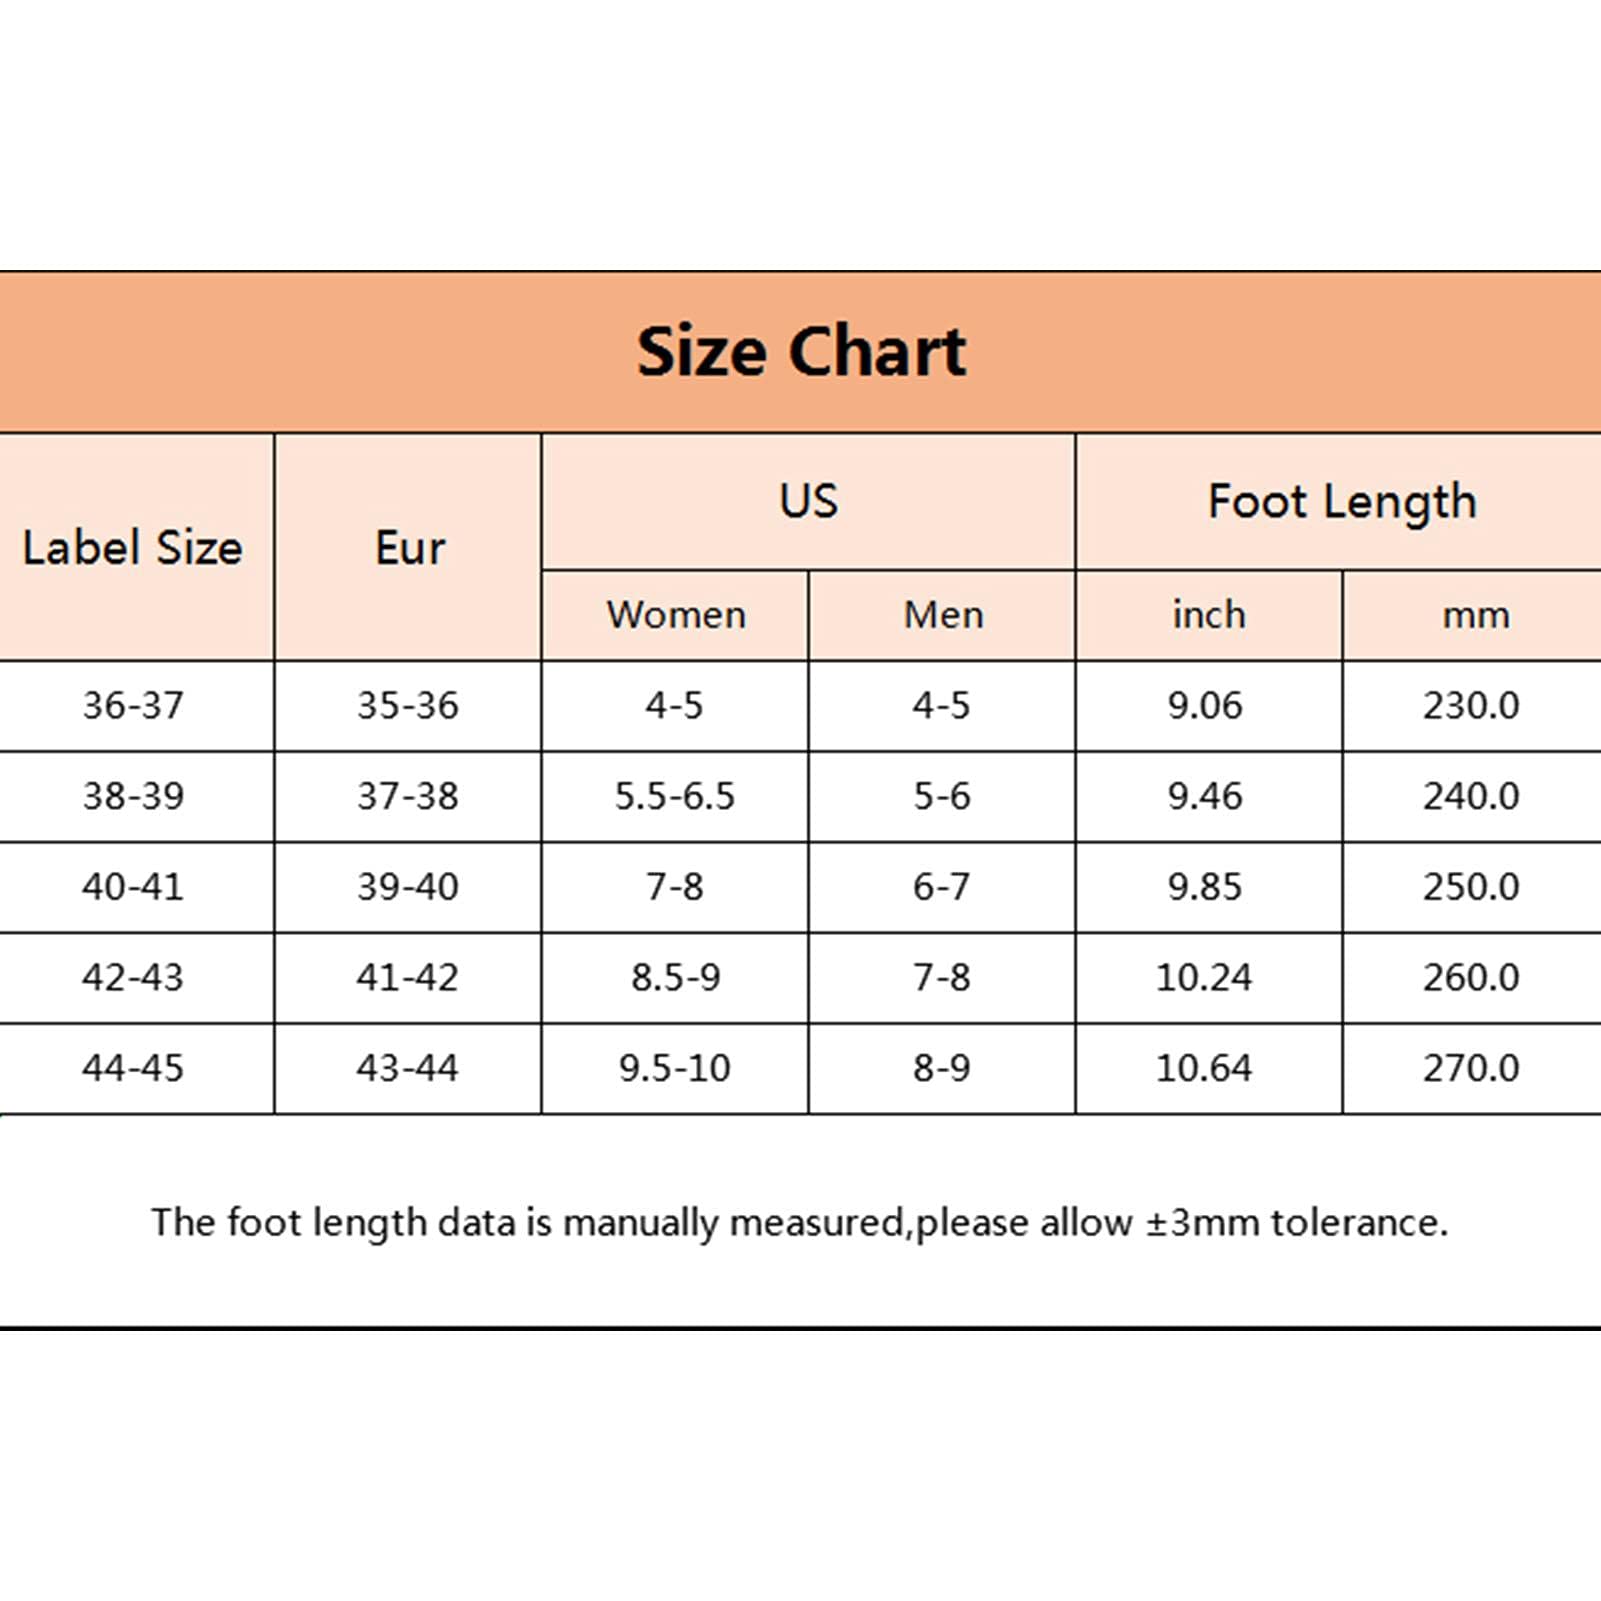 Size Chart
Label Size Eur US Foot Length
Women Men inch mm
36-37 35-36 4-5 4-5 9.06 230.0
38-39 37-38 5.5-6.5 5-6 9.46 240.0
40-41 39-40 7-8 6-7 9.85 250.0
42-43 41-42 8.5-9 7-8 10.24 260.0
44-45 43-44 9.5-10 8-9 10.64 270.0
The foot length data is manually measured,please allow ±3mm tolerance.